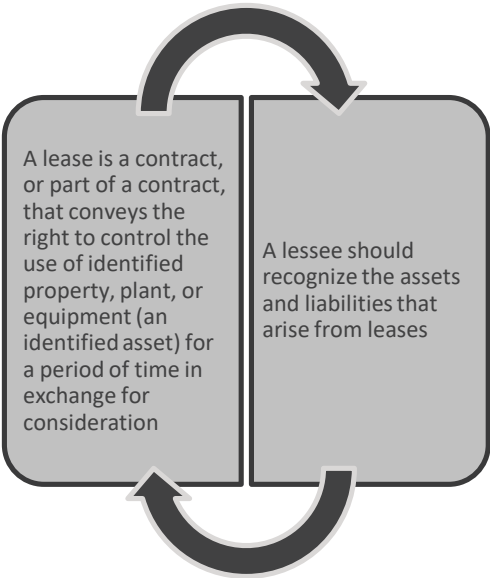 A lease is a contract,
or part of a contract,
that conveys the
right to control the
use of identified
property, plant, or
equipment (an
identified asset) for
a period of time in
exchange for
consideration
A lessee should
recognize the assets
and liabilities that
arise from leases